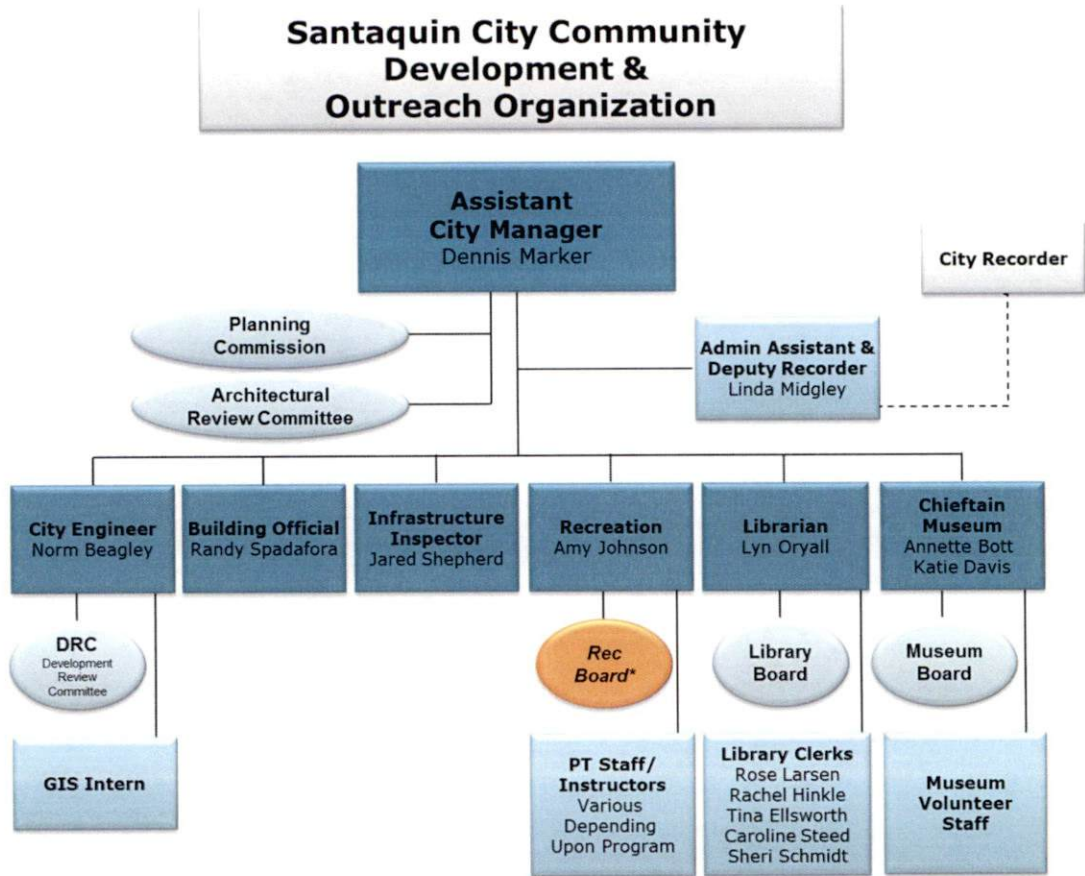 Santaquin City Community
Development &
Outreach Organization
Assistant
City Manager
Dennis Marker
City Recorder
Planning
Commission
Admin Assistant &
Deputy Recorder
Linda Midgley
Architectural
Review Committee
City Engineer
Norm Beagley
Building Official
Randy Spadafora
Infrastructure
Inspector
Jared Shepherd
Recreation
Amy Johnson
Librarian
Lyn Oryall
Chieftain
Museum
Annette Bott
Katie Davis
DRC
Development
Review
Committee
Rec
Board*
Library
Board
Museum
Board
GIS Intern
PT Staff/
Instructors
Various
Depending
Upon Program
Library Clerks
Rose Larsen
Rachel Hinkle
Tina Ellsworth
Caroline Steed
Sheri Schmidt
Museum
Volunteer
Staff